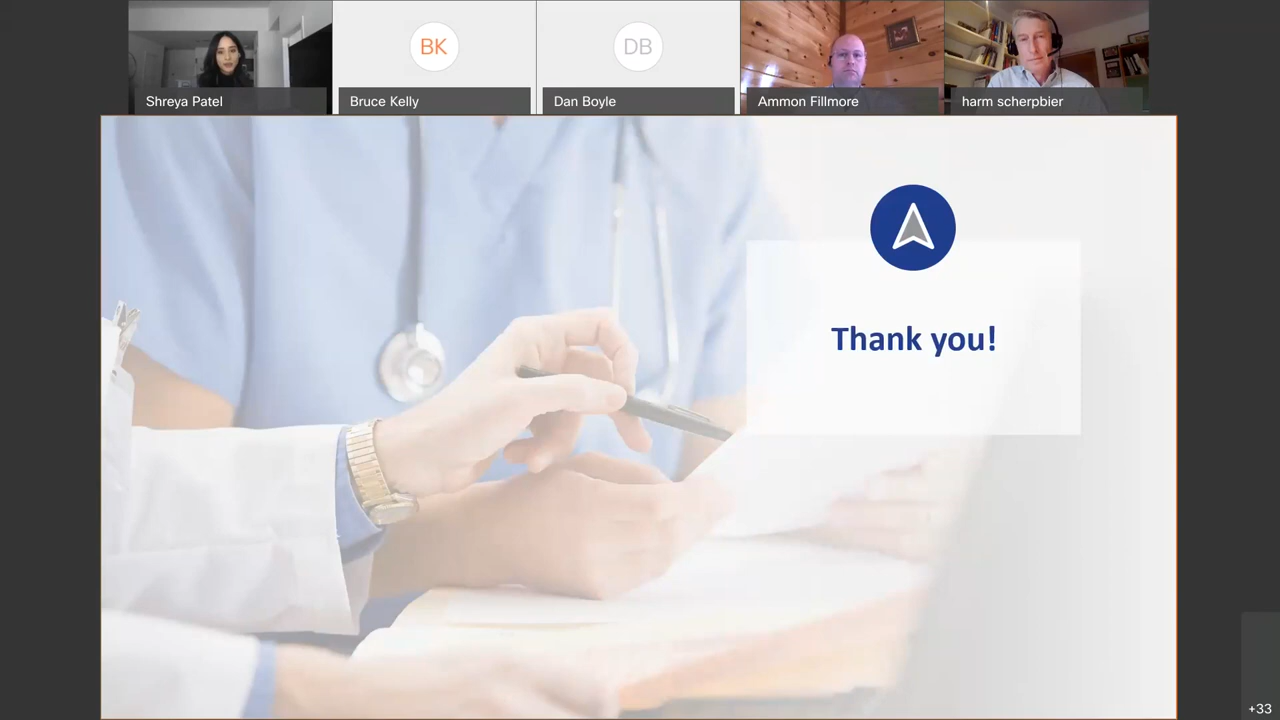 BK
DB
Shreya Patel
Bruce Kelly
Dan Boyle
Ammon Fillmore
harm scherpbier
Thank you!
+33